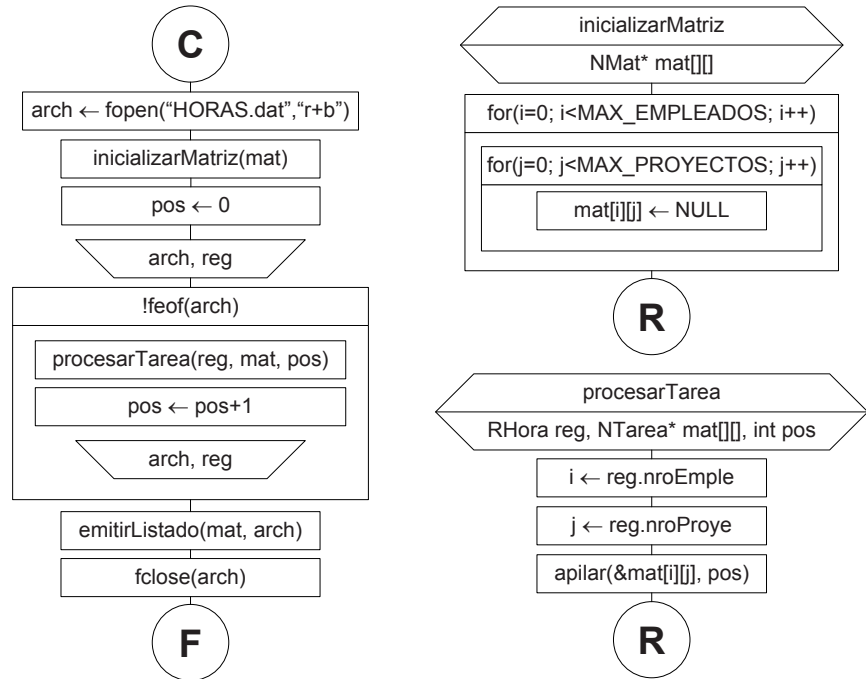 C
arch ← fopen(“HORAS.dat”,“r+b”)
inicializarMatriz(mat)
pos ← 0
arch, reg
!feof(arch)
procesarTarea(reg, mat, pos)
pos ← pos+1
arch, reg
emitirListado(mat, arch)
fclose(arch)
F
inicializarMatriz
NMat* mat[][]
for(i=0; i<MAX_EMPLEADOS; i++)
for(j=0; j<MAX_PROYECTOS; j++)
mat[i][j] ← NULL
R
procesarTarea
RHora reg, NTarea* mat[][], int pos
i ← reg.nroEmple
j ← reg.nroProye
apilar(&mat[i][j], pos)
R